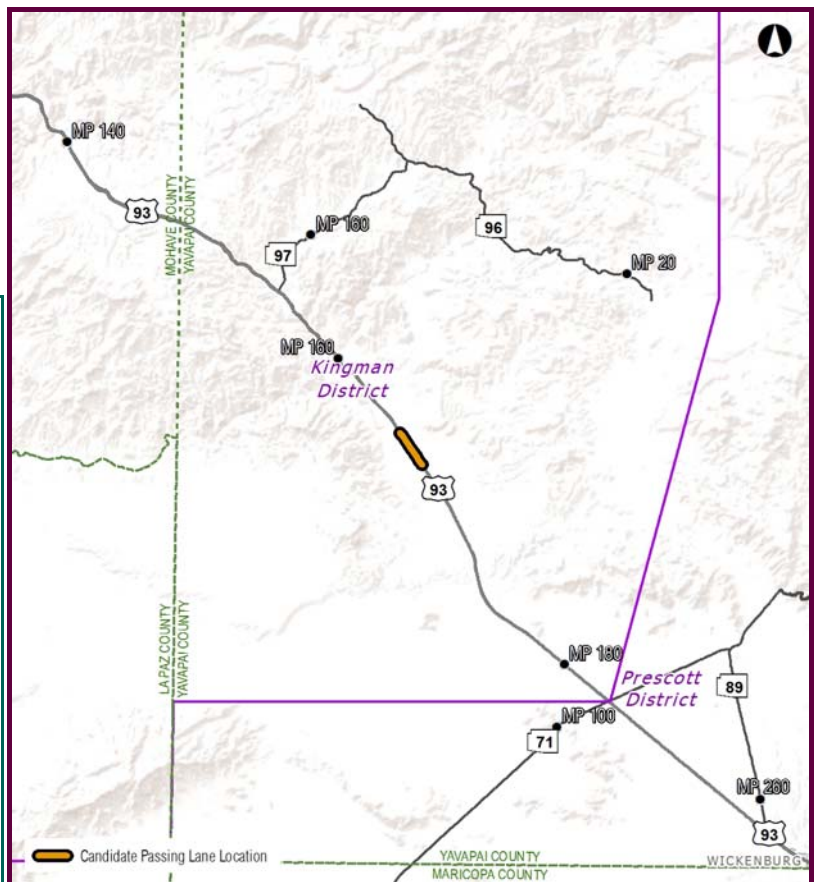 MP 140
93
MOHAVE COUNTY
YAVAPAI COUNTY
MP 160
97
96
MP 20
MP 160
Kingman
District
93
LA PAZ COUNTY
YAVAPAI COUNTY
MP 180
Prescott
District
89
MP 100
71
MP 260
93
Candidate Passing Lane Location
YAVAPAI COUNTY
MARICOPA COUNTY
WICKENBURG